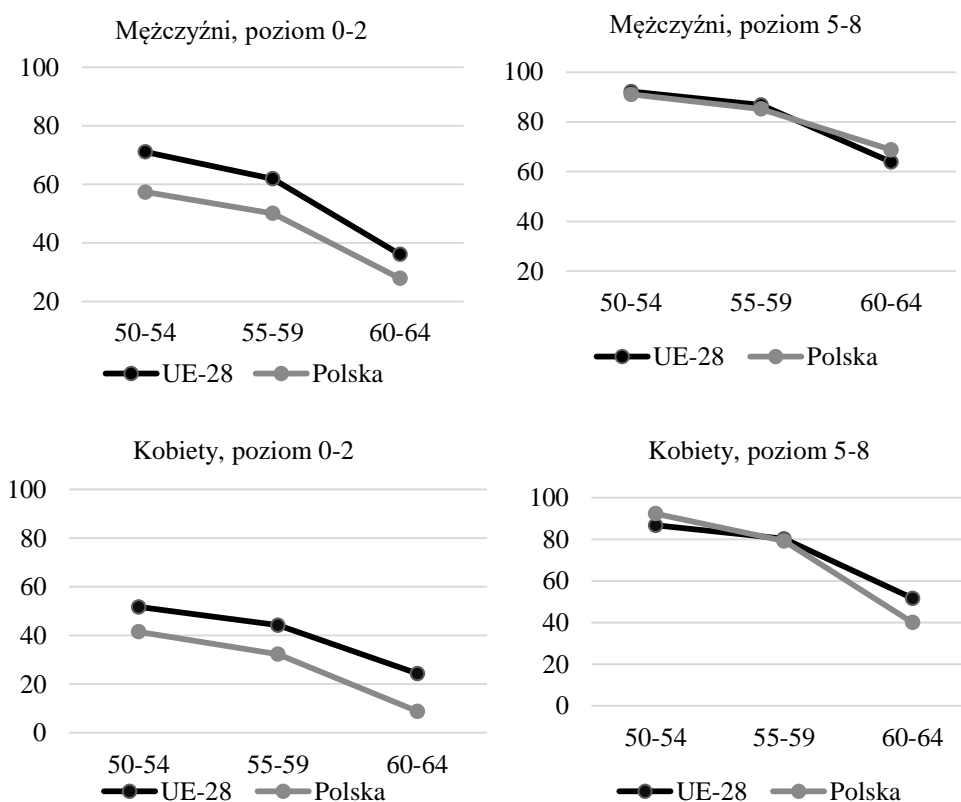 Mężczyźni, poziom 0-2
100
80
60
40
20
50-54 55-59 60-64
UE-28 Polska
Mężczyźni, poziom 5-8
100
80
60
40
20
50-54 55-59 60-64
UE-28 Polska
Kobiety, poziom 0-2
100
80
60
40
20
0
50-54 55-59 60-64
UE-28 Polska
Kobiety, poziom 5-8
100
80
60
40
20
0
50-54 55-59 60-64
UE-28 Polska